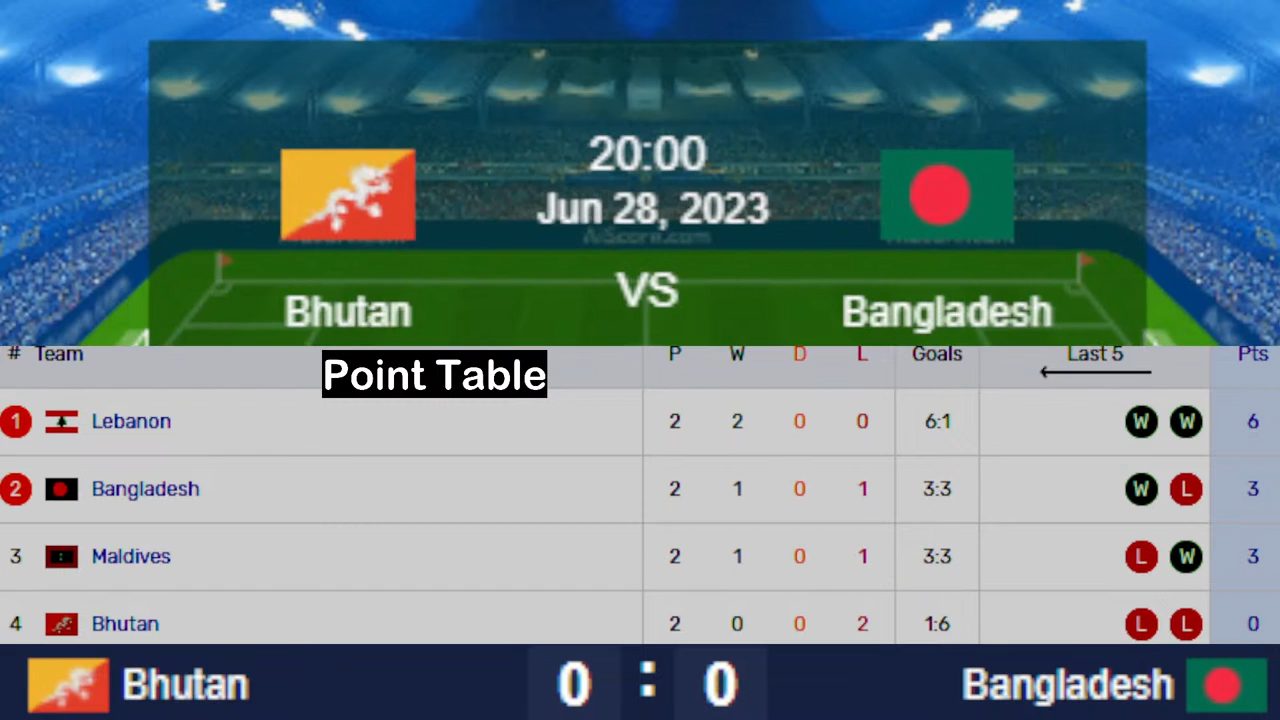 20:00
Jun 28, 2023
AiScore.com
VS
Bhutan
Bangladesh
# Team P W D L Goals Last 5 Pts
Point Table
1 Lebanon 2 2 0 0 6:1 W W 6
2 Bangladesh 2 1 0 1 3:3 W L 3
3 Maldives 2 1 0 1 3:3 L W 3
4 Bhutan 2 0 0 2 1:6 L L 0
Bhutan 0 : 0 Bangladesh